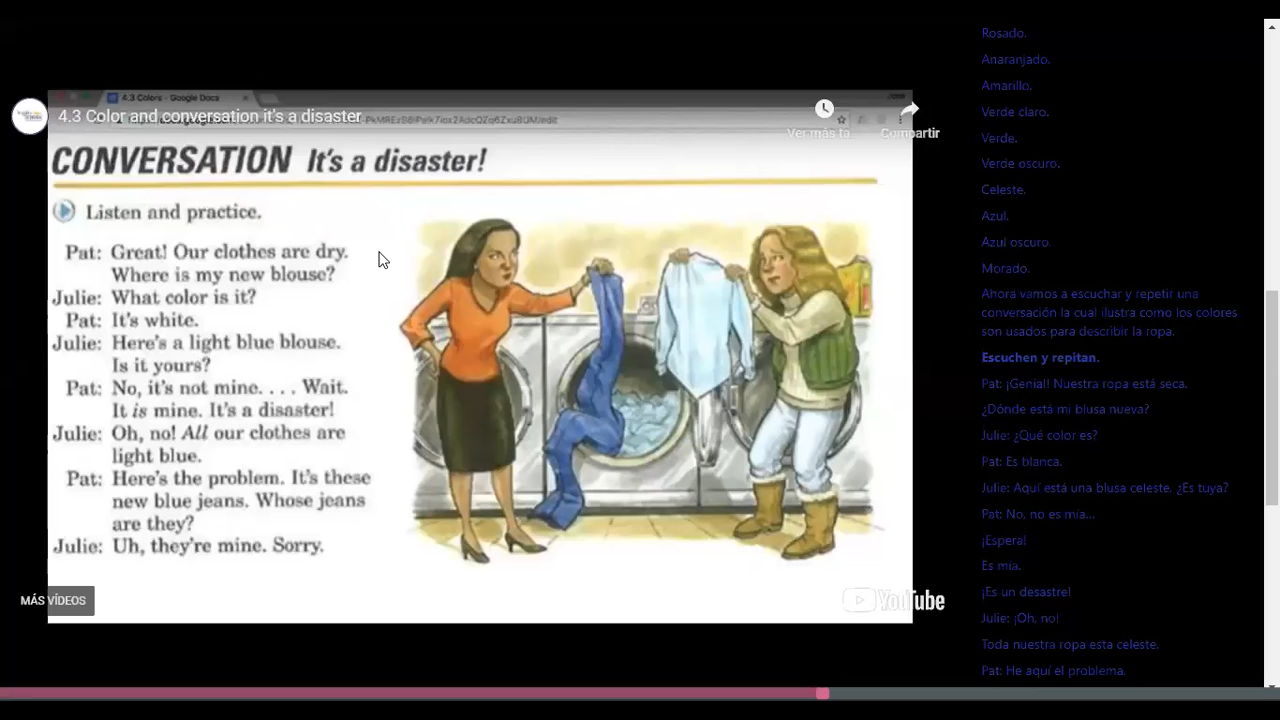 4.3 Colors - Google Docs
4.3 Color and conversation it's a disaster
Ver más ta...
Compartir
CONVERSATION It's a disaster!
Listen and practice.
Pat: Great! Our clothes are dry.
Where is my new blouse?
Julie: What color is it?
Pat: It's white.
Julie: Here's a light blue blouse.
Is it yours?
Pat: No, it's not mine. . . . Wait.
It is mine. It's a disaster!
Julie: Oh, no! All our clothes are
light blue.
Pat: Here's the problem. It's these
new blue jeans. Whose jeans
are they?
Julie: Uh, they're mine. Sorry.
MÁS VÍDEOS
YouTube
Rosado.
Anaranjado.
Amarillo.
Verde claro.
Verde.
Verde oscuro.
Celeste.
Azul.
Azul oscuro.
Morado.
Ahora vamos a escuchar y repetir una
conversación la cual ilustra como los colores
son usados para describir la ropa.
Escuchen y repitan.
Pat: ¡Genial! Nuestra ropa está seca.
¿Dónde está mi blusa nueva?
Julie: ¿Qué color es?
Pat: Es blanca.
Julie: Aquí está una blusa celeste. ¿Es tuya?
Pat: No, no es mía...
¡Espera!
Es mía.
¡Es un desastre!
Julie: ¡Oh, no!
Toda nuestra ropa esta celeste.
Pat: He aquí el problema.